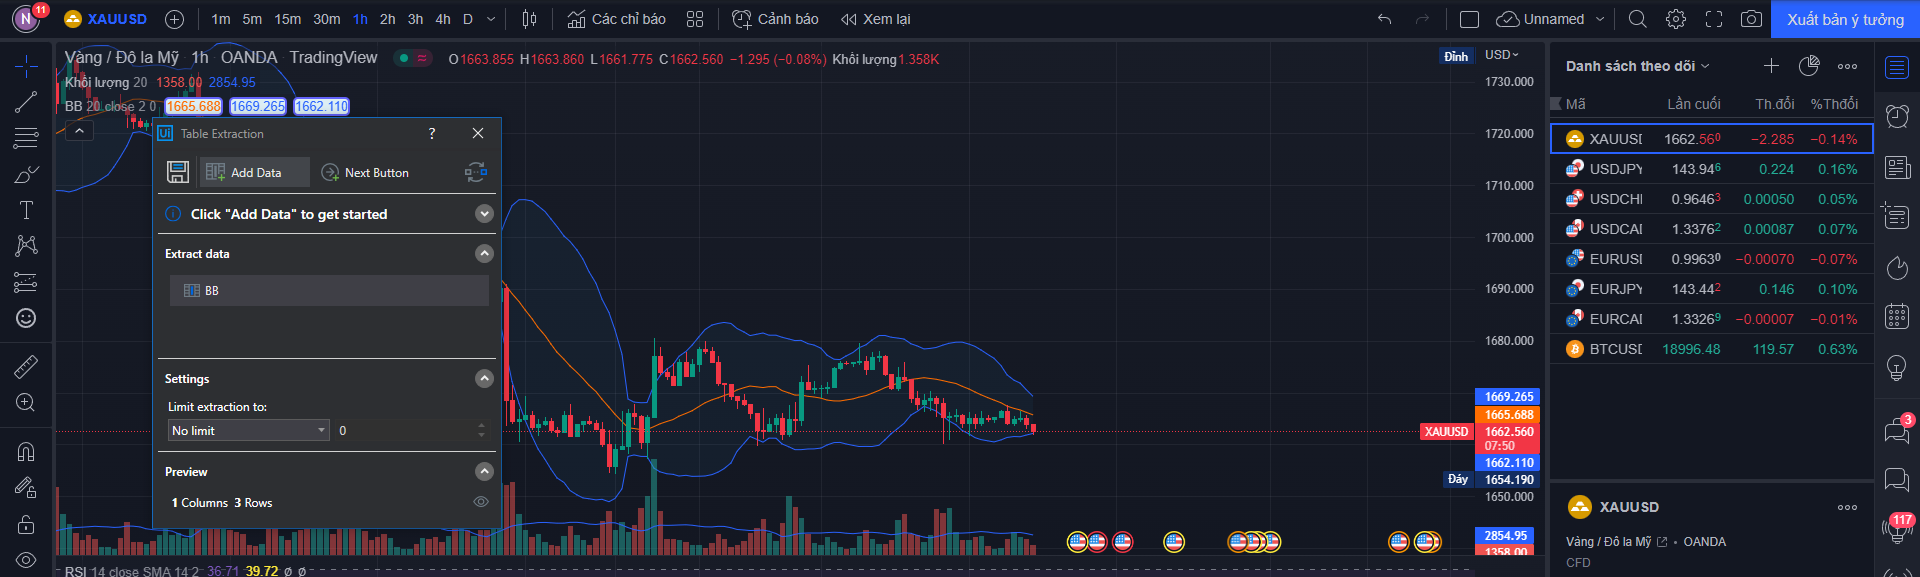 N 11 XAUUSD 1m 5m 15m 30m 1h 2h 3h 4h D Các chỉ báo Cảnh báo Xem lại Unnamed Xuất bản ý tưởng
Vàng / Đô la Mỹ 1h OANDA TradingView O1663.855 H1663.860 L1661.775 C1662.560 −1.295 (−0.08%) Khối lượng1.358K
Khối lượng 20 1358.00 2854.95
BB 20 close 2 0 1665.688 1669.265 1662.110
Ui Table Extraction ?
Add Data Next Button
Click "Add Data" to get started
Extract data
BB
Settings
Limit extraction to:
No limit 0
Preview
1 Columns 3 Rows
RSI 14 close SMA 14 2 36.71 39.72 ø ø
Đỉnh USD
1730.000
1720.000
1710.000
1700.000
1690.000
1680.000
1669.265
1665.688
XAUUSD 1662.560
07:50
1662.110
Đáy 1654.190
1650.000
2854.95
1358.00
Danh sách theo dõi
Mã Lần cuối Th.đổi %Thđổi
XAUUSD 1662.560 −2.285 −0.14%
USDJPY 143.946 0.224 0.16%
USDCHI 0.96463 0.00050 0.05%
USDCAI 1.33762 0.00087 0.07%
EURUSI 0.99630 −0.00070 −0.07%
EURJPY 143.442 0.146 0.10%
EURCAI 1.33269 −0.00007 −0.01%
BTCUSD 18996.48 119.57 0.63%
XAUUSD
Vàng / Đô la Mỹ • OANDA
CFD
3
117